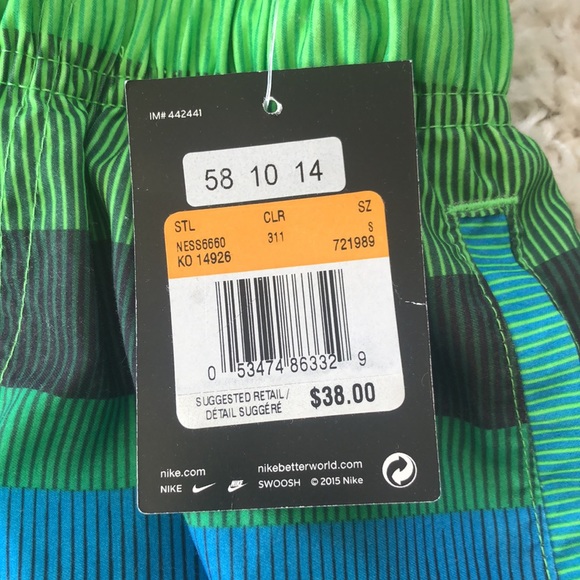 IM# 442441
58 10 14
STL CLR SZ
NESS6660 311 S
KO 14926 721989
0 53474 86332 9
SUGGESTED RETAIL / $38.00
DÉTAIL SUGGÉRÉ
nike.com nikebetterworld.com
NIKE SWOOSH © 2015 Nike